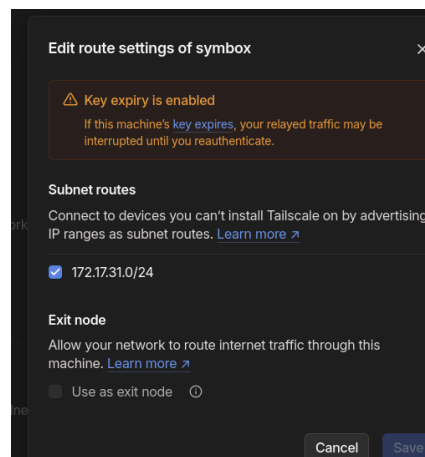 Edit route settings of symbox
Key expiry is enabled
If this machine's key expires, your relayed traffic may be
interrupted until you reauthenticate.
Subnet routes
Connect to devices you can't install Tailscale on by advertising
IP ranges as subnet routes. Learn more ↗
172.17.31.0/24
Exit node
Allow your network to route internet traffic through this
machine. Learn more ↗
Use as exit node
Cancel
Save